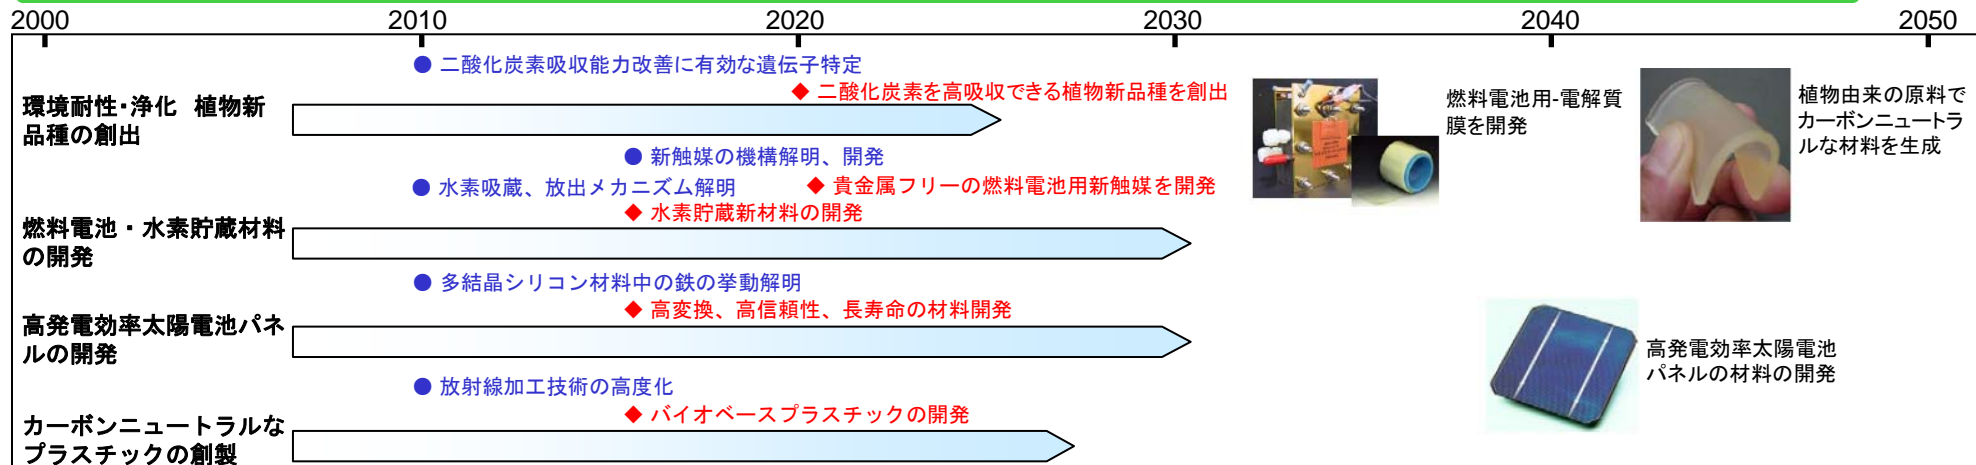 2000 2010 2020 2030 2040 2050
● 二酸化炭素吸収能力改善に有効な遺伝子特定
◆ 二酸化炭素を高吸収できる植物新品種を創出
環境耐性・浄化 植物新
品種の創出
● 新触媒の機構解明、開発
● 水素吸蔵、放出メカニズム解明
◆ 貴金属フリーの燃料電池用新触媒を開発
◆ 水素貯蔵新材料の開発
燃料電池・水素貯蔵材料
の開発
● 多結晶シリコン材料中の鉄の挙動解明
◆ 高変換、高信頼性、長寿命の材料開発
高発電効率太陽電池パネ
ルの開発
● 放射線加工技術の高度化
◆ バイオベースプラスチックの開発
カーボンニュートラルな
プラスチックの創製
燃料電池用-電解質
膜を開発
植物由来の原料で
カーボンニュートラ
ルな材料を生成
高発電効率太陽電池
パネルの材料の開発